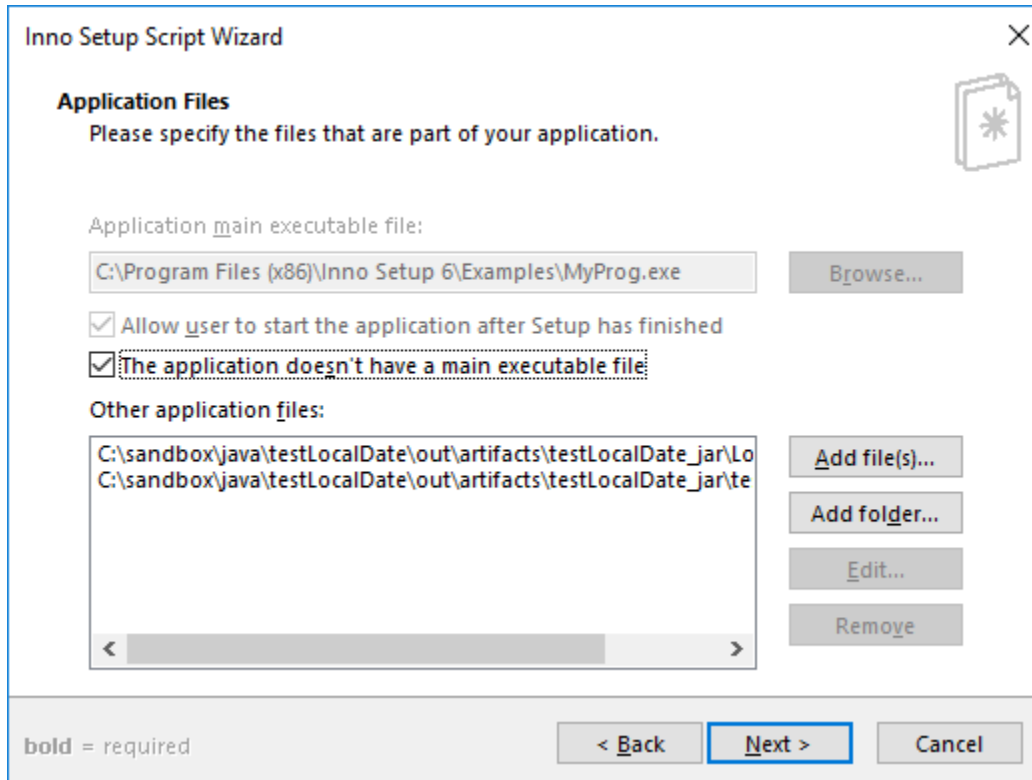 Inno Setup Script Wizard
Application Files
Please specify the files that are part of your application.
Application main executable file:
C:\Program Files (x86)\Inno Setup 6\Examples\MyProg.exe
Browse...
Allow user to start the application after Setup has finished
The application doesn't have a main executable file
Other application files:
C:\sandbox\java\testLocalDate\out\artifacts\testLocalDate_jar\Lo
C:\sandbox\java\testLocalDate\out\artifacts\testLocalDate_jar\te
Add file(s)...
Add folder...
Edit...
Remove
bold = required
< Back
Next >
Cancel